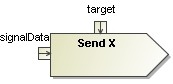 target
signalData
Send X